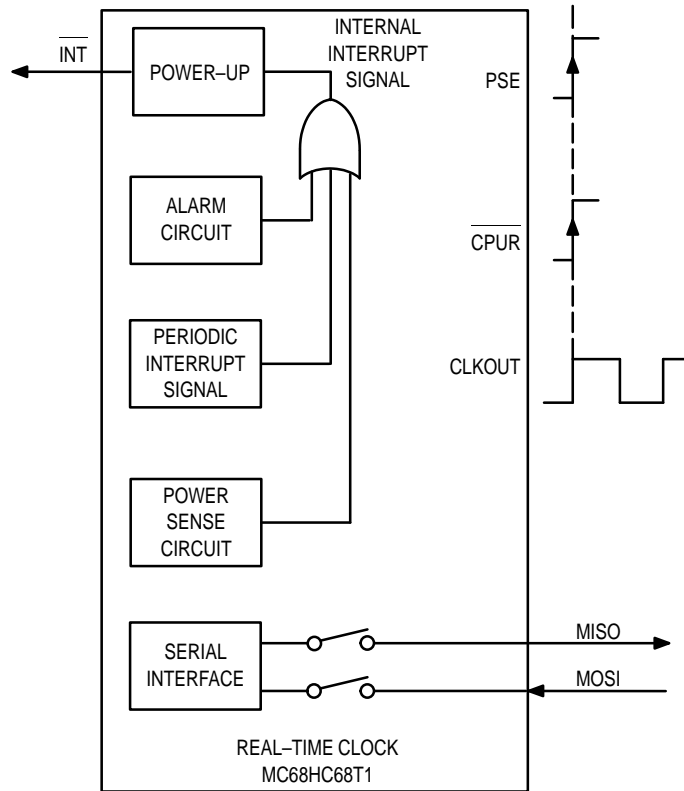 INT
POWER–UP
INTERNAL
INTERRUPT
SIGNAL
PSE
ALARM
CIRCUIT
CPUR
PERIODIC
INTERRUPT
SIGNAL
CLKOUT
POWER
SENSE
CIRCUIT
SERIAL
INTERFACE
MISO
MOSI
REAL–TIME CLOCK
MC68HC68T1